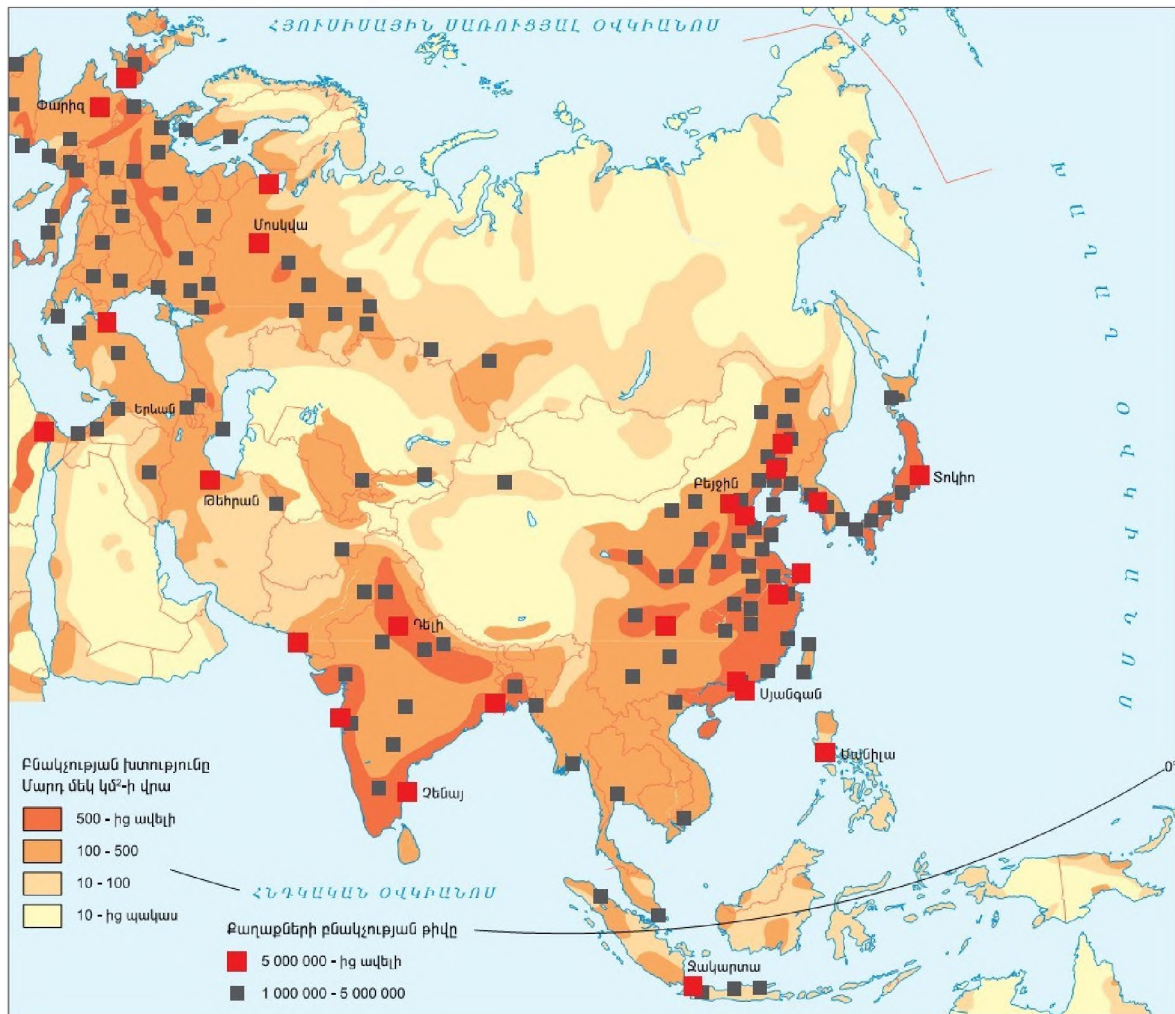 ՀՅՈՒՍԻՍԱՅԻՆ ՍԱՌՈՒՑՅԱԼ ՕՎԿԻԱՆՈՍ
Փարիզ
Մոսկվա
Երևան
Թեհրան
Բեյջին
Տոկիո
Դելի
Սյանգան
Մանիլա
Չենայ
Ջակարտա
ԽԱՂԱՂ ՕՎԿԻԱՆՈՍ
ՀՆԴԿԱԿԱՆ ՕՎԿԻԱՆՈՍ
0°
Բնակչության խտությունը
Մարդ մեկ կմ²-ի վրա
500 - ից ավելի
100 - 500
10 - 100
10 - ից պակաս
Քաղաքների բնակչության թիվը
5 000 000 - ից ավելի
1 000 000 - 5 000 000